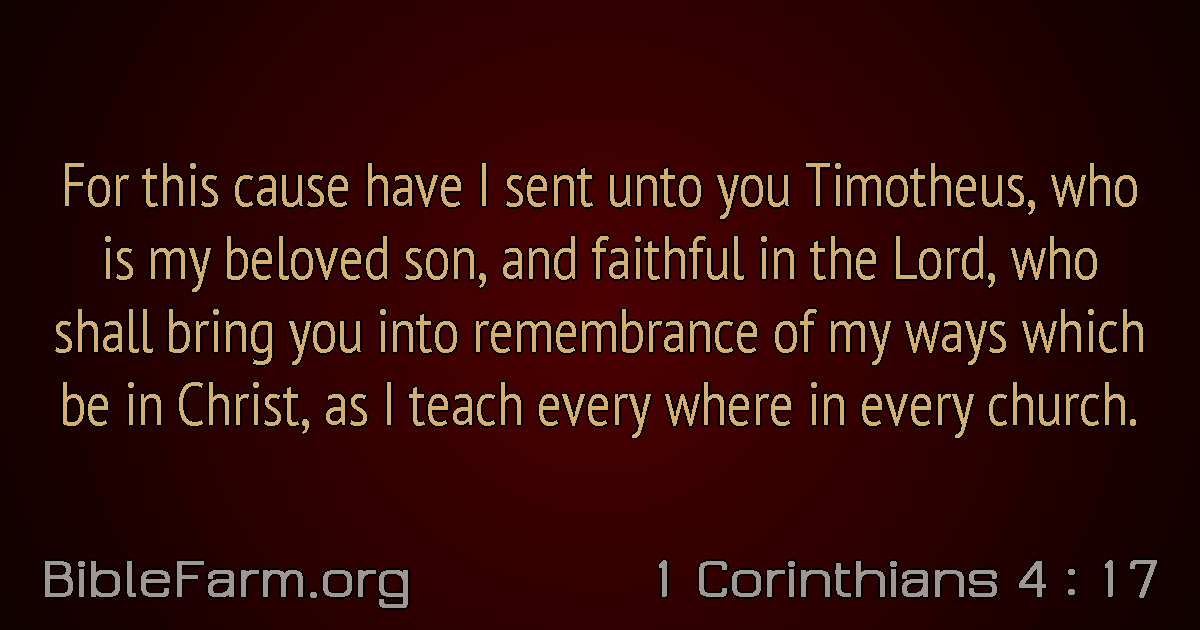 For this cause have I sent unto you Timotheus, who
is my beloved son, and faithful in the Lord, who
shall bring you into remembrance of my ways which
be in Christ, as I teach every where in every church.
BibleFarm.org
1 Corinthians 4 : 17